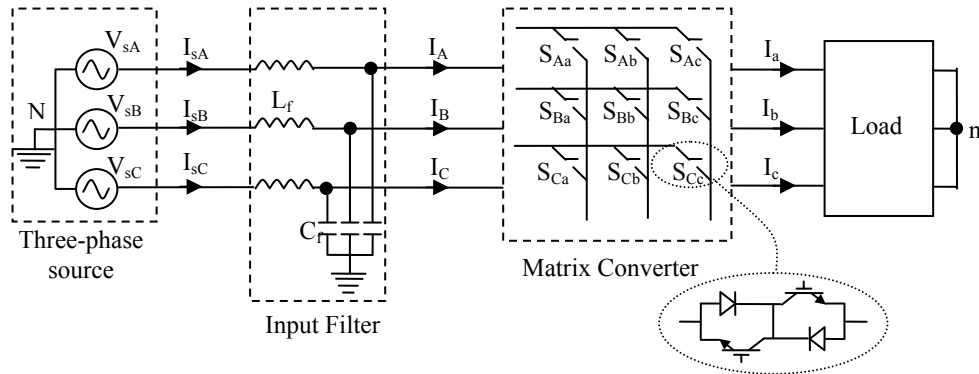 V_sA I_sA I_A S_Aa S_Ab S_Ac I_a
N V_sB I_sB L_f I_B S_Ba S_Bb S_Bc I_b Load n
V_sC I_sC I_C S_Ca S_Cb S_Cc I_c
C_f
Three-phase
source
Input Filter
Matrix Converter